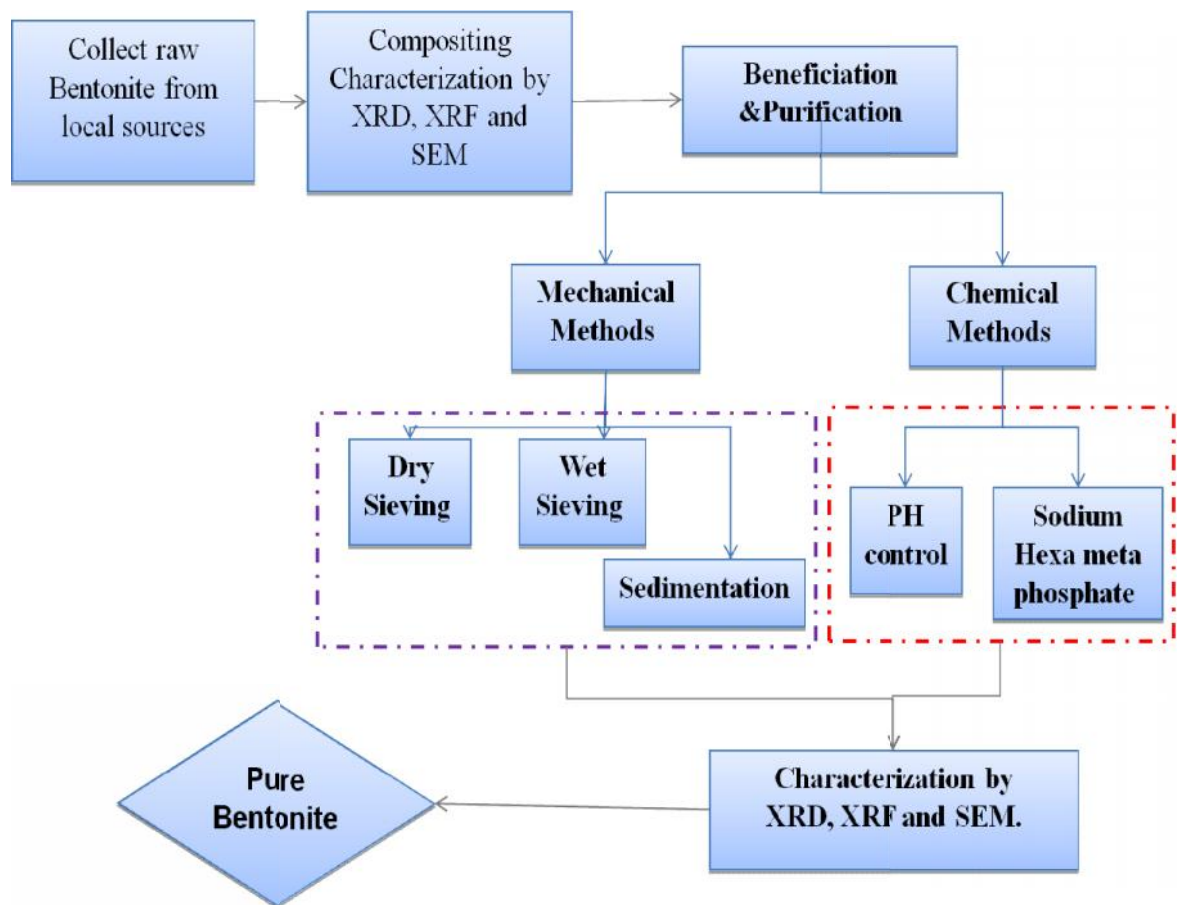 Collect raw
Bentonite from
local sources
Compositing
Characterization by
XRD, XRF and
SEM
Beneficiation
&Purification
Mechanical
Methods
Chemical
Methods
Dry
Sieving
Wet
Sieving
Sedimentation
PH
control
Sodium
Hexa meta
phosphate
Characterization by
XRD, XRF and SEM.
Pure
Bentonite